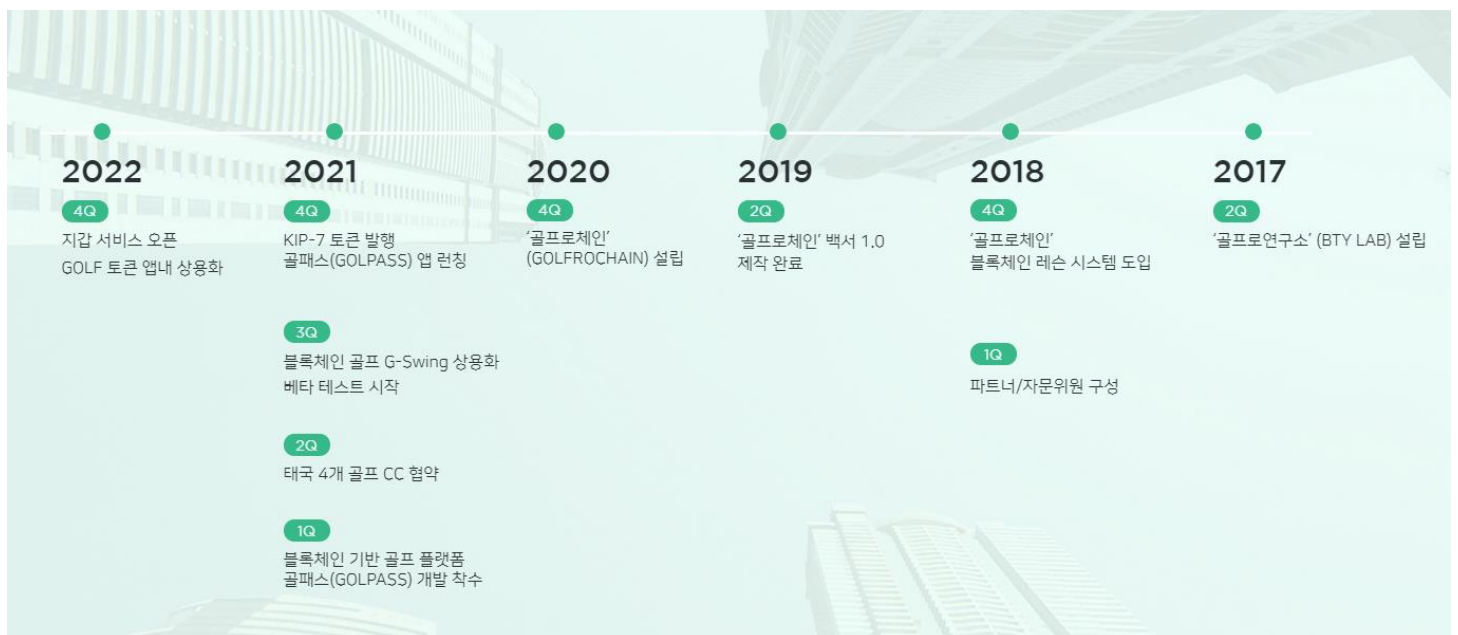 2022
4Q
지갑 서비스 오픈
GOLF 토큰 앱내 상용화
2021
4Q
KIP-7 토큰 발행
골패스(GOLPASS) 앱 런칭
3Q
블록체인 골프 G-Swing 상용화
베타 테스트 시작
2Q
태국 4개 골프 CC 협약
1Q
블록체인 기반 골프 플랫폼
골패스(GOLPASS) 개발 착수
2020
4Q
‘골프로체인’
(GOLFROCHAIN) 설립
2019
2Q
‘골프로체인’ 백서 1.0
제작 완료
2018
4Q
‘골프로체인’
블록체인 레슨 시스템 도입
1Q
파트너/자문위원 구성
2017
2Q
‘골프로연구소’ (BTY LAB) 설립